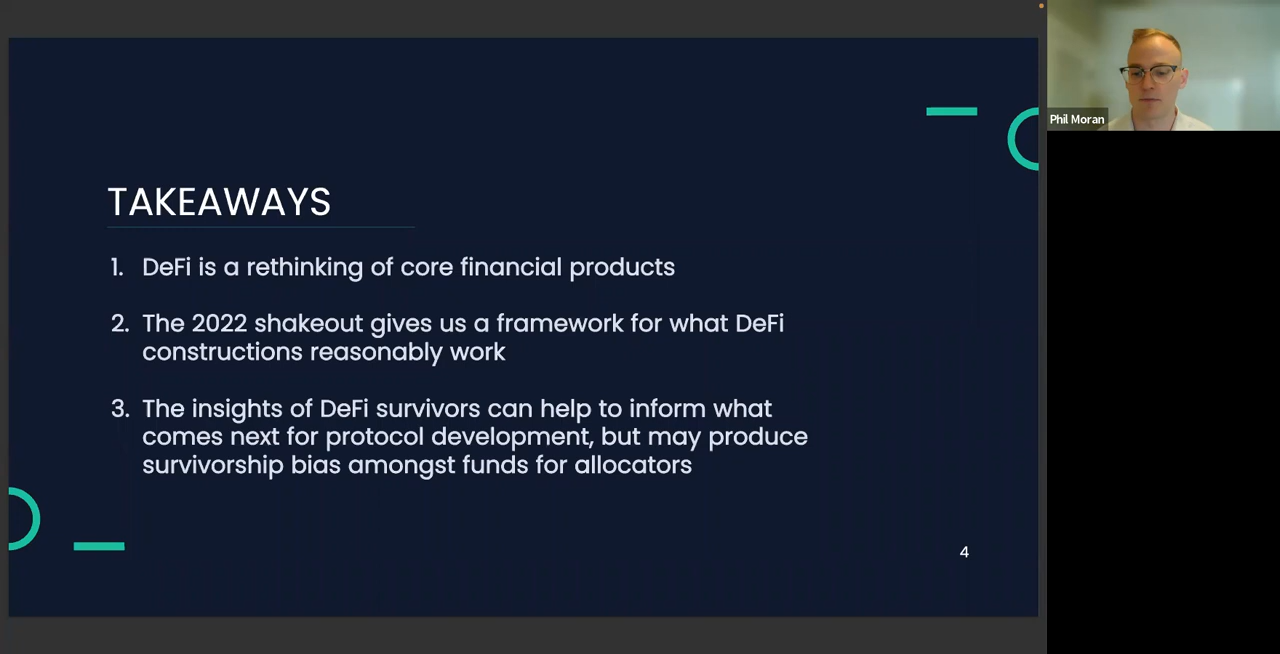 TAKEAWAYS
1. DeFi is a rethinking of core financial products
2. The 2022 shakeout gives us a framework for what DeFi
constructions reasonably work
3. The insights of DeFi survivors can help to inform what
comes next for protocol development, but may produce
survivorship bias amongst funds for allocators
4
Phil Moran